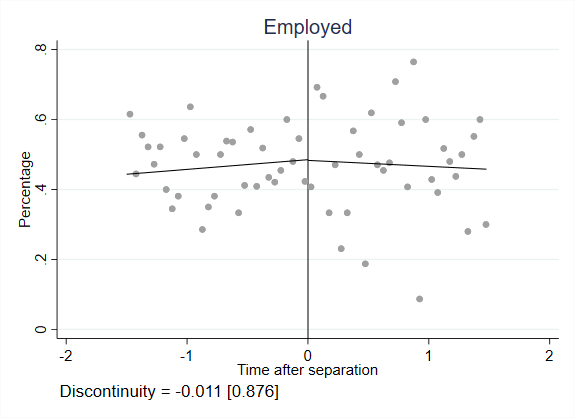 Employed
Percentage
.8
.6
.4
.2
0
-2 -1 0 1 2
Time after separation
Discontinuity = -0.011 [0.876]